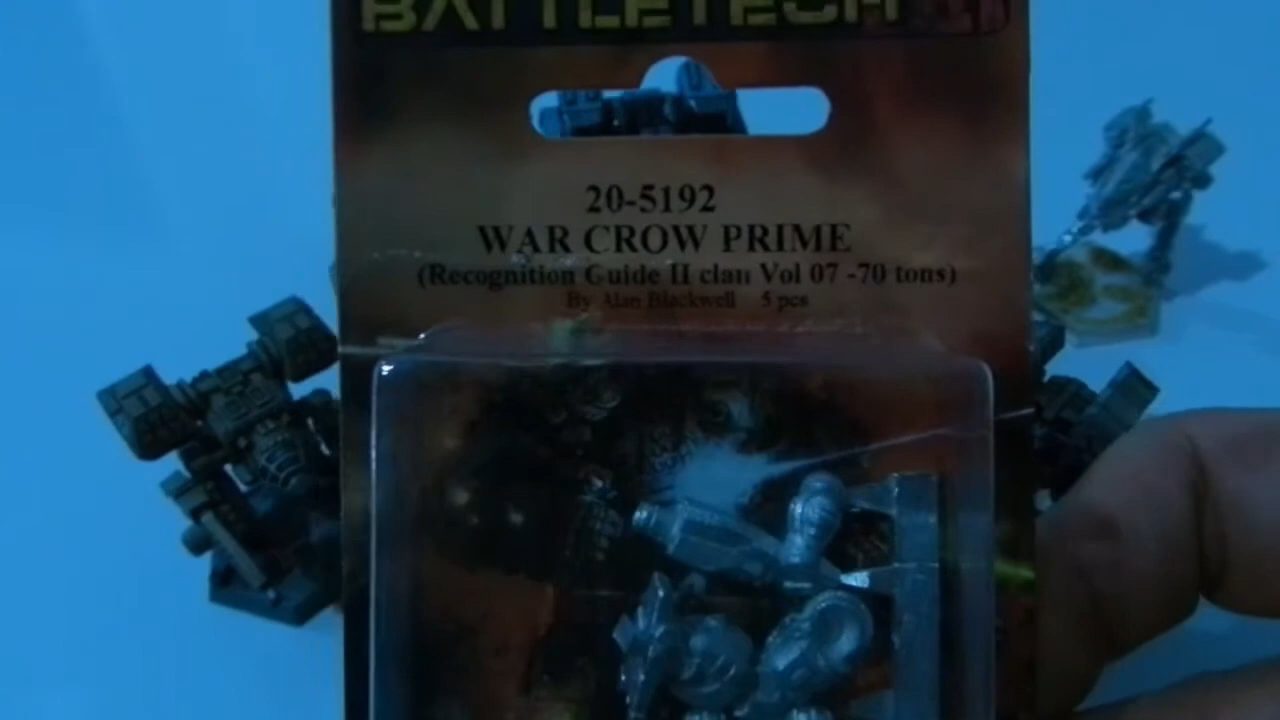 BATTLETECH
20-5192
WAR CROW PRIME
(Recognition Guide II clan Vol 07 -70 tons)
By Alan Blackwell 5 pcs